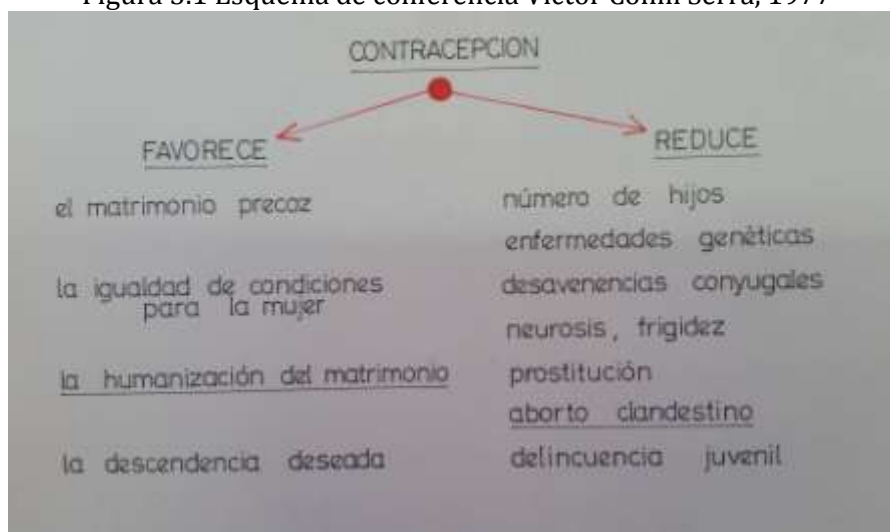 Figura 3.1 Esquema de conferencia Víctor Conill Serra, 1977
CONTRACEPCION
FAVORECE
el matrimonio precoz
la igualdad de condiciones
para la mujer
la humanización del matrimonio
la descendencia deseada
REDUCE
número de hijos
enfermedades genéticas
desavenencias conyugales
neurosis, frigidez
prostitución
aborto clandestino
delincuencia juvenil